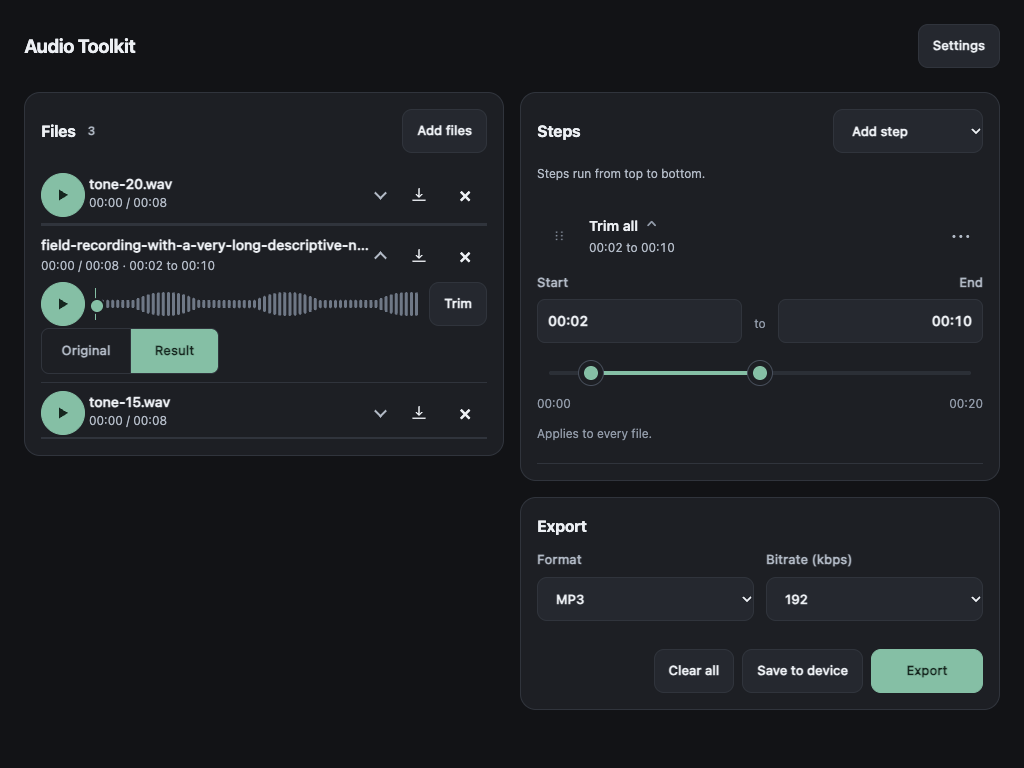 Audio Toolkit
Settings
Files 3
Add files
tone-20.wav
00:00 / 00:08
field-recording-with-a-very-long-descriptive-n...
00:00 / 00:08 · 00:02 to 00:10
Trim
Original
Result
tone-15.wav
00:00 / 00:08
Steps
Add step
Steps run from top to bottom.
Trim all
00:02 to 00:10
Start
End
00:02
to
00:10
00:00
00:20
Applies to every file.
Export
Format
Bitrate (kbps)
MP3
192
Clear all
Save to device
Export